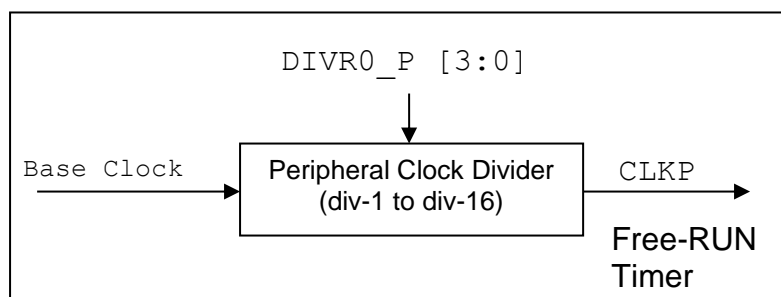 DIVR0_P [3:0]
Base Clock
Peripheral Clock Divider
(div-1 to div-16)
CLKP
Free-RUN
Timer